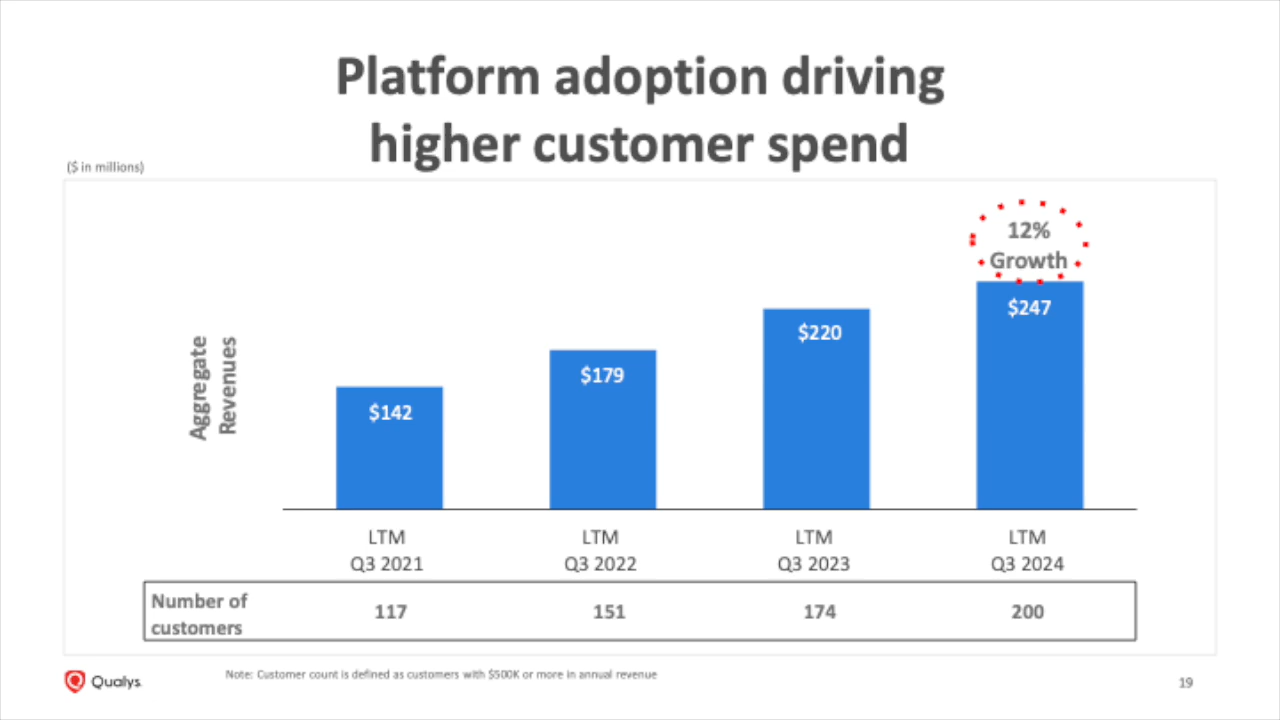 Platform adoption driving
higher customer spend
($ in millions)
12%
Growth
$247
$220
$179
$142
Aggregate
Revenues
LTM
Q3 2021
LTM
Q3 2022
LTM
Q3 2023
LTM
Q3 2024
Number of
customers
117
151
174
200
Qualys.
Note: Customer count is defined as customers with $500K or more in annual revenue
19